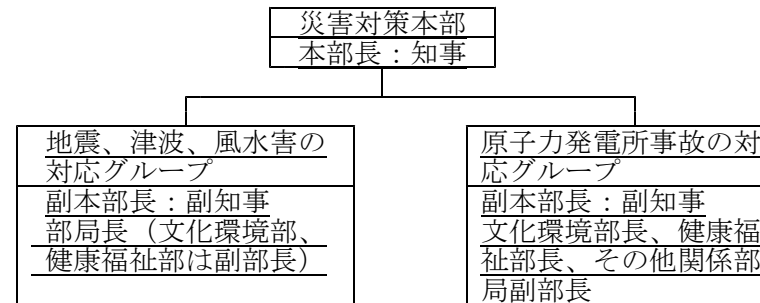 災害対策本部
本部長：知事
地震、津波、風水害の
対応グループ
副本部長：副知事
部局長（文化環境部、
健康福祉部は副部長）
原子力発電所事故の対
応グループ
副本部長：副知事
文化環境部長、健康福
祉部長、その他関係部
局副部長